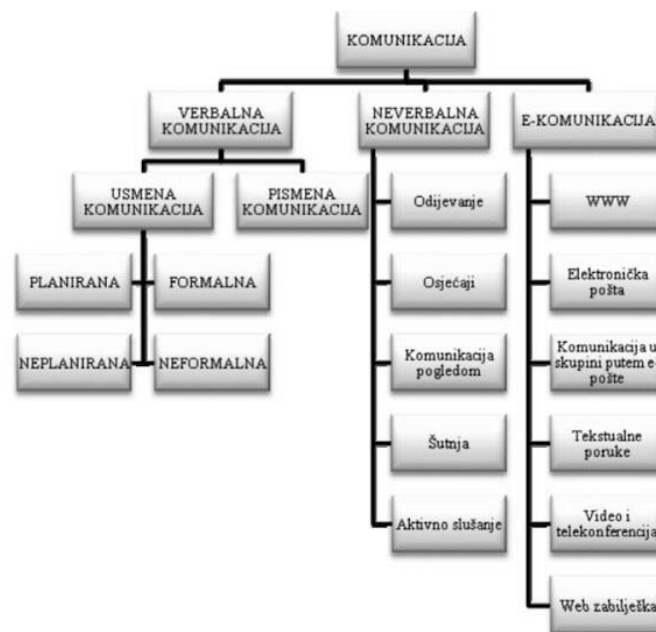 KOMUNIKACIJA
VERBALNA
KOMUNIKACIJA
NEVERBALNA
KOMUNIKACIJA
E-KOMUNIKACIJA
USMENA
KOMUNIKACIJA
PISMENA
KOMUNIKACIJA
PLANIRANA
FORMALNA
NEPLANIRANA
NEFORMALNA
Odijevanje
Osjećaji
Komunikacija
pogledom
Šutnja
Aktivno slušanje
WWW
Elektronička
pošta
Komunikacija u
skupini putem e-
pošte
Tekstualne
poruke
Video i
telekonferencija
Web zabilješka